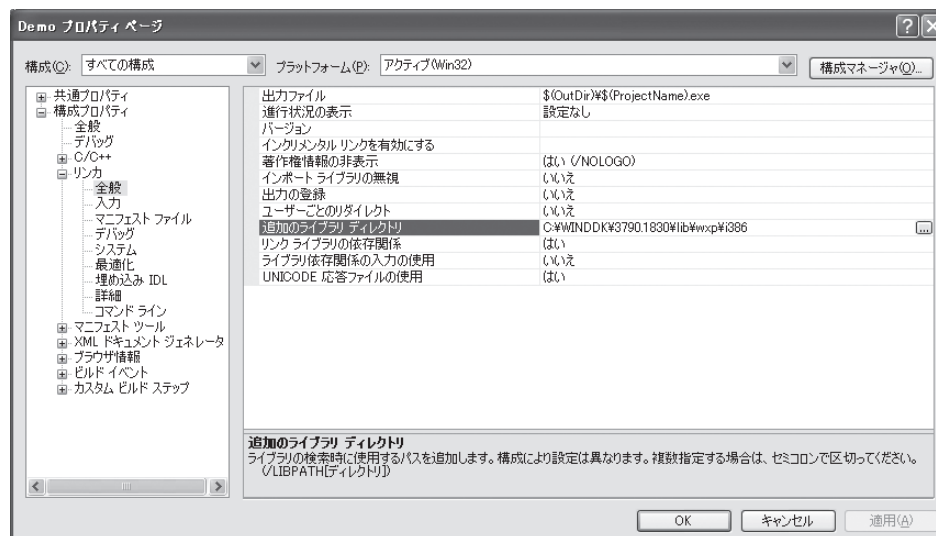 Demo プロパティ ページ
構成(C): すべての構成 プラットフォーム(P): アクティブ(Win32) 構成マネージャ(O)...
共通プロパティ
構成プロパティ
全般
デバッグ
C/C++
リンカ
全般
入力
マニフェスト ファイル
デバッグ
システム
最適化
埋め込み IDL
詳細
コマンド ライン
マニフェスト ツール
XML ドキュメント ジェネレータ
ブラウザ情報
ビルド イベント
カスタム ビルド ステップ
出力ファイル $(OutDir)¥$(ProjectName).exe
進行状況の表示 設定なし
バージョン
インクリメンタル リンクを有効にする
著作権情報の非表示 はい (/NOLOGO)
インポート ライブラリの無視 いいえ
出力の登録 いいえ
ユーザーごとのリダイレクト いいえ
追加のライブラリ ディレクトリ C:¥WINDDK¥3790.1830¥lib¥wxp¥i386 ...
リンク ライブラリの依存関係 はい
ライブラリ依存関係の入力の使用 いいえ
UNICODE 応答ファイルの使用 はい
追加のライブラリ ディレクトリ
ライブラリの検索時に使用するパスを追加します。構成により設定は異なります。複数指定する場合は、セミコロンで区切ってください。
(/LIBPATH[ディレクトリ])
OK キャンセル 適用(A)